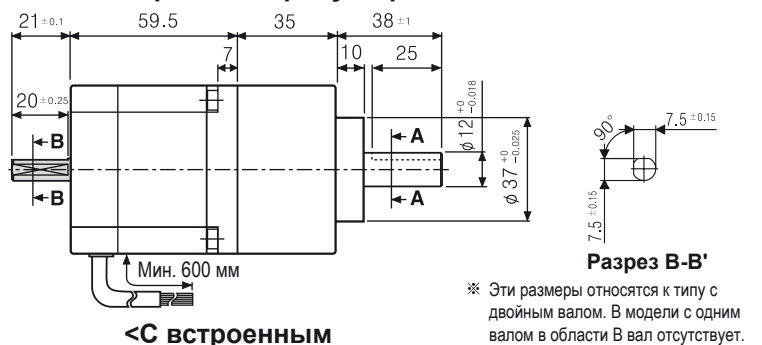 21 ±0.1
59.5
35
38 ±1
7
10
25
20 ±0.25
B
B
A
A
ϕ 12 +0 -0.018
ϕ 37 +0 -0.025
90°
7.5 ±0.15
7.5 ±0.15
Разрез B-B'
Мин. 600 мм
※ Эти размеры относятся к типу с
двойным валом. В модели с одним
валом в области В вал отсутствует.
<С встроенным